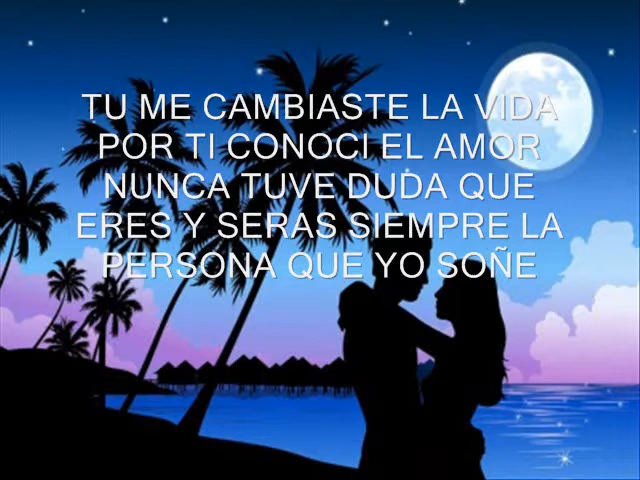 TU ME CAMBIASTE LA VIDA
POR TI CONOCI EL AMOR
NUNCA TUVE DUDA QUE
ERES Y SERAS SIEMPRE LA
PERSONA QUE YO SOÑE